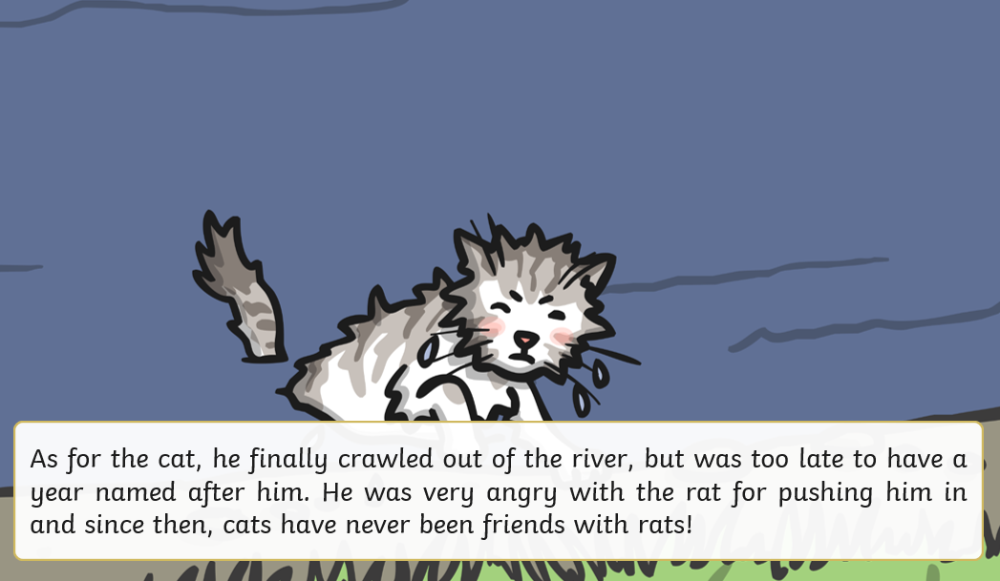 As for the cat, he finally crawled out of the river, but was too late to have a
year named after him. He was very angry with the rat for pushing him in
and since then, cats have never been friends with rats!